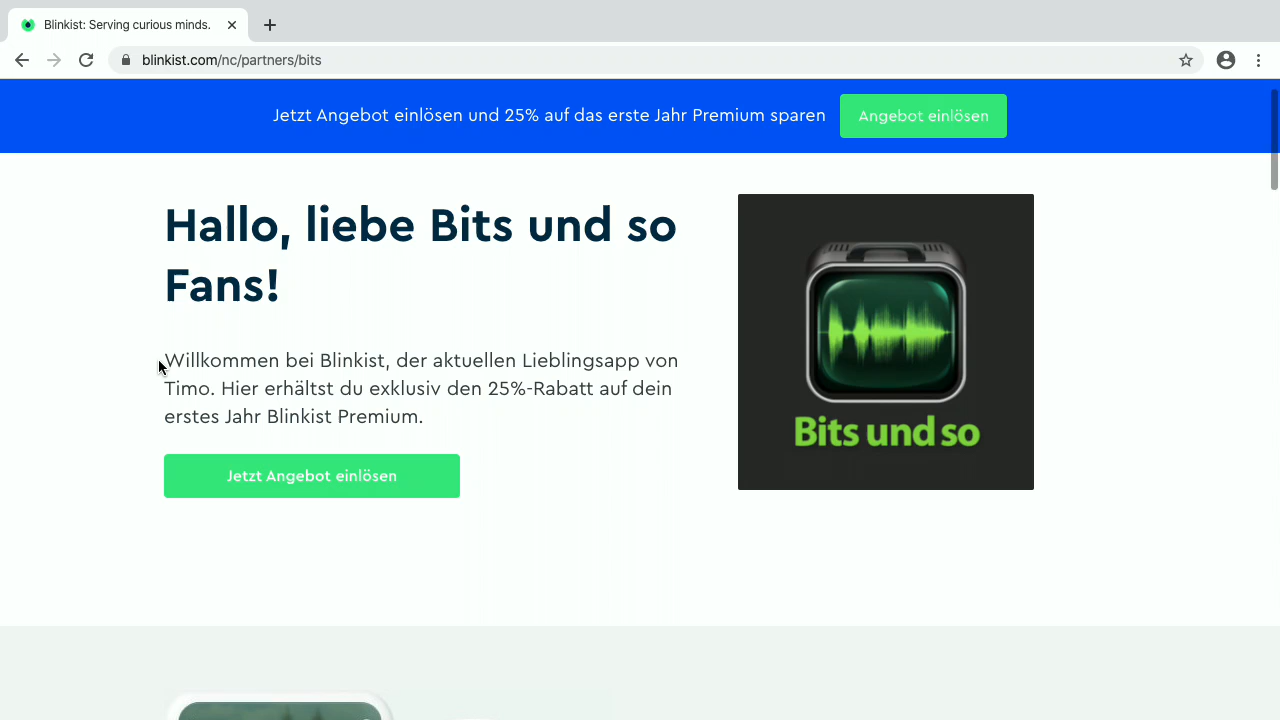 Blinkist: Serving curious minds.
blinkist.com/nc/partners/bits
Jetzt Angebot einlösen und 25% auf das erste Jahr Premium sparen
Angebot einlösen
Hallo, liebe Bits und so
Fans!
Willkommen bei Blinkist, der aktuellen Lieblingsapp von
Timo. Hier erhältst du exklusiv den 25%-Rabatt auf dein
erstes Jahr Blinkist Premium.
Jetzt Angebot einlösen
Bits und so